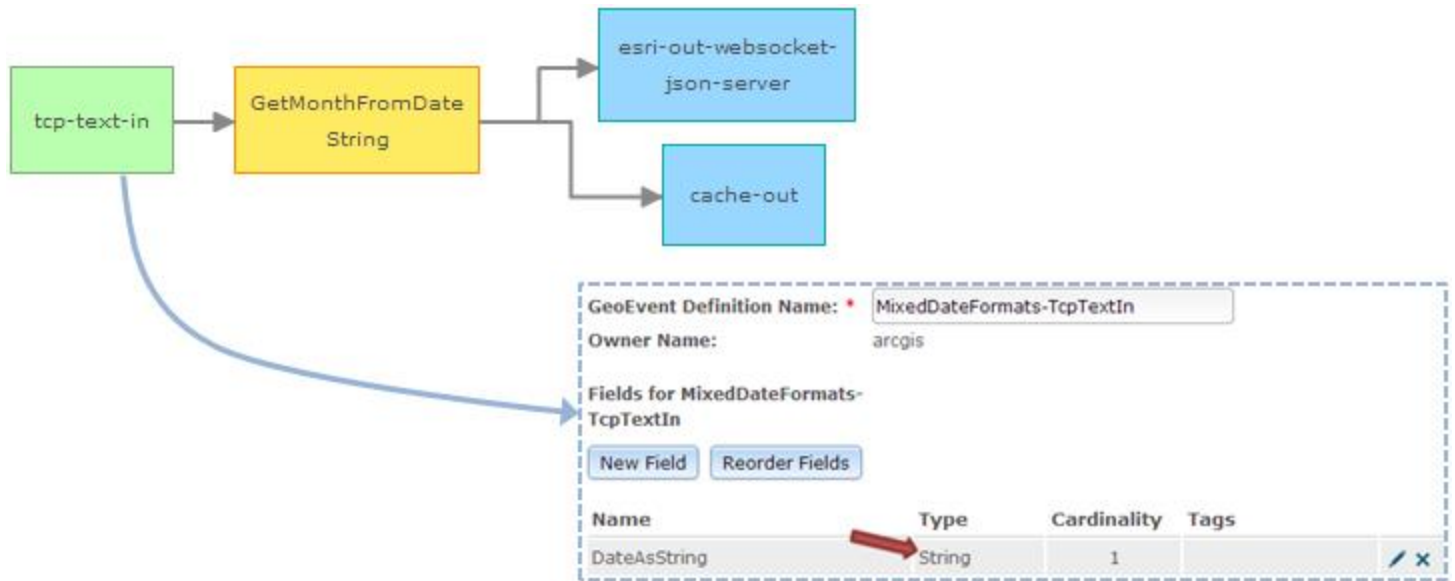 esri-out-websocket-
json-server
tcp-text-in
GetMonthFromDate
String
cache-out
GeoEvent Definition Name: * MixedDateFormats-TcpTextIn
Owner Name: arcgis
Fields for MixedDateFormats-
TcpTextIn
New Field Reorder Fields
Name Type Cardinality Tags
DateAsString String 1